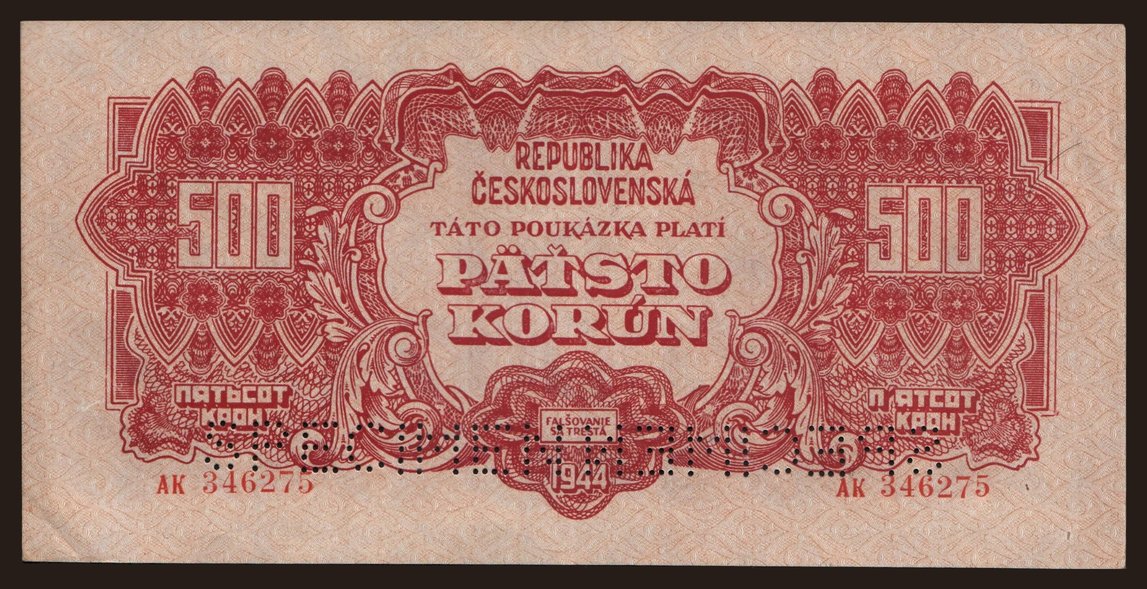 REPUBLIKA
ČESKOSLOVENSKÁ
TÁTO POUKÁZKA PLATÍ
PÄŤSTO
KORÚN
500
500
ПЯТЬСОТ
КРОН
П'ЯТСОТ
КРОН
FALŠOVANIE
SA TRESTÁ
1944
SPECIMEN
АК 346275
АК 346275